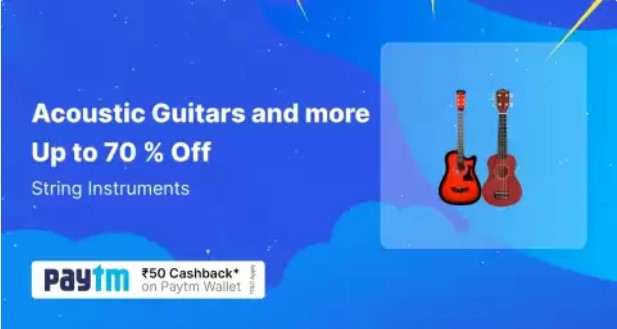 Acoustic Guitars and more
Up to 70 % Off
String Instruments
paytm
₹50 Cashback*
on Paytm Wallet